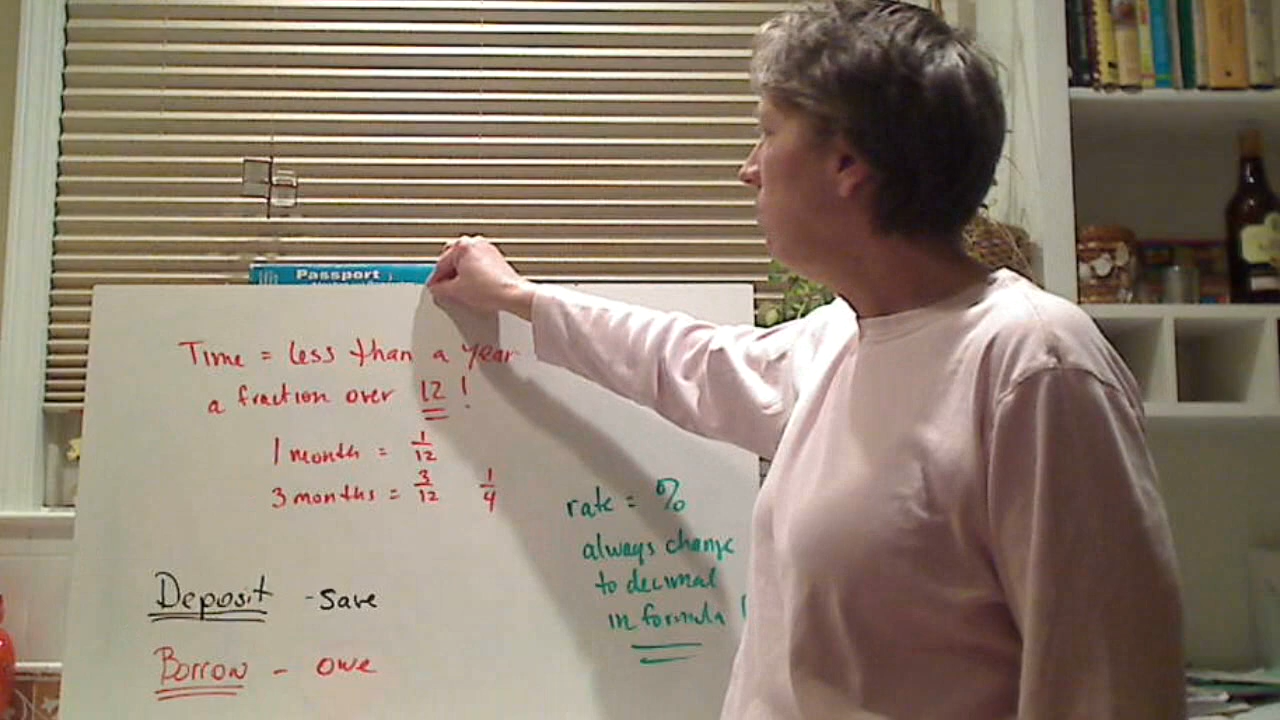 Passport
Time = less than a year
a fraction over 12 !
1 month = 1/12
3 months = 3/12 1/4
rate = %
always change
to decimal
in formula !
Deposit - save
Borrow - owe